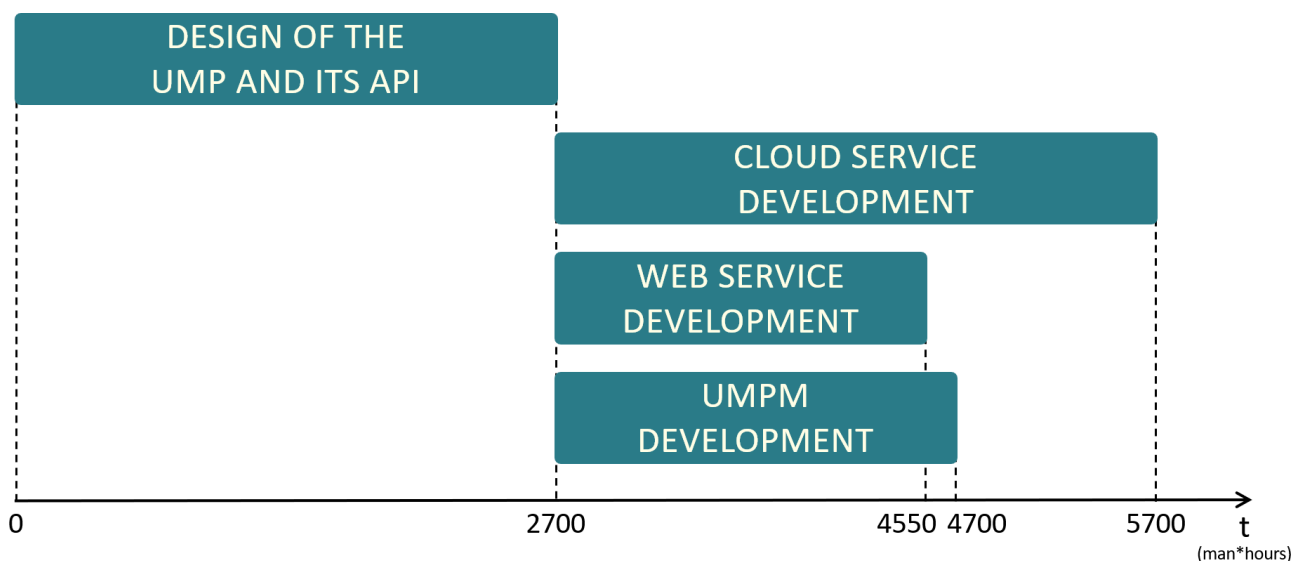 DESIGN OF THE
UMP AND ITS API
CLOUD SERVICE
DEVELOPMENT
WEB SERVICE
DEVELOPMENT
UMPM
DEVELOPMENT
0 2700 4550 4700 5700 t
(man*hours)